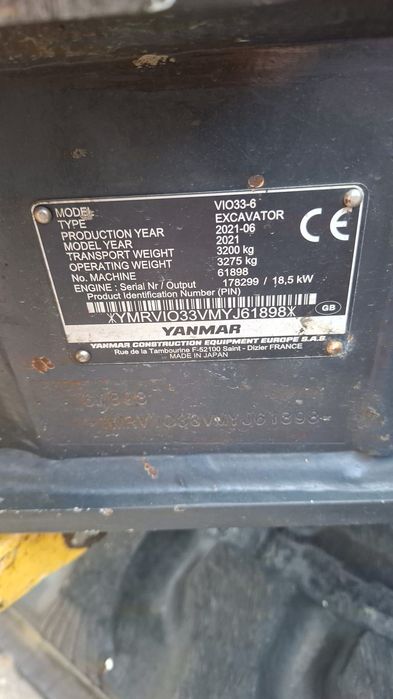 MODEL VIO33-6
TYPE EXCAVATOR
PRODUCTION YEAR 2021-06
MODEL YEAR 2021
TRANSPORT WEIGHT 3200 kg
OPERATING WEIGHT 3275 kg
No. MACHINE 61898
ENGINE : Serial Nr / Output 178299 / 18,5 kW
Product Identification Number (PIN)
CE
XYMRVIO33VMYJ61898X
GB
YANMAR
YANMAR CONSTRUCTION EQUIPMENT EUROPE S.A.S.
Rue de la Tambourine F-52100 Saint - Dizier FRANCE
MADE IN JAPAN
61898
MRVIO33VMYJ61898